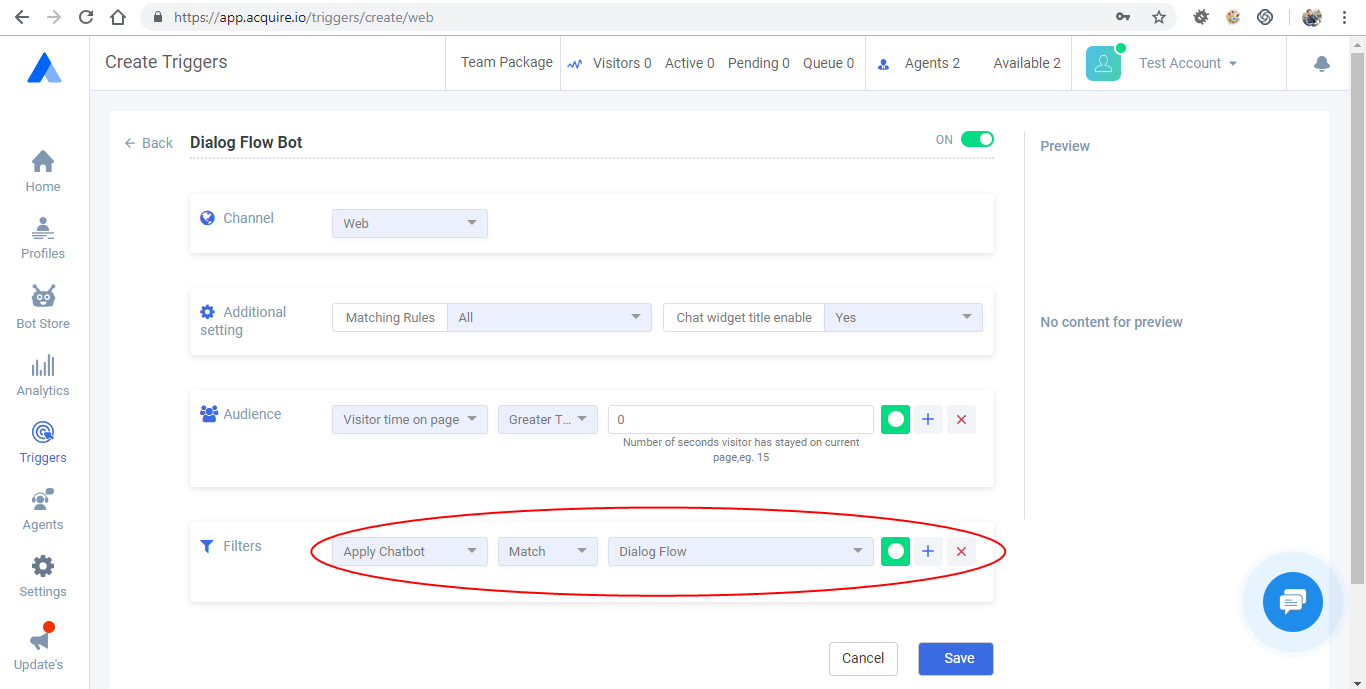 https://app.acquire.io/triggers/create/web
Create Triggers
Team Package
Visitors 0
Active 0
Pending 0
Queue 0
Agents 2
Available 2
Test Account
Home
Profiles
Bot Store
Analytics
Triggers
Agents
Settings
Update's
Back
Dialog Flow Bot
ON
Channel
Web
Additional
setting
Matching Rules
All
Chat widget title enable
Yes
Audience
Visitor time on page
Greater T...
0
Number of seconds visitor has stayed on current
page,eg. 15
Filters
Apply Chatbot
Match
Dialog Flow
Cancel
Save
Preview
No content for preview